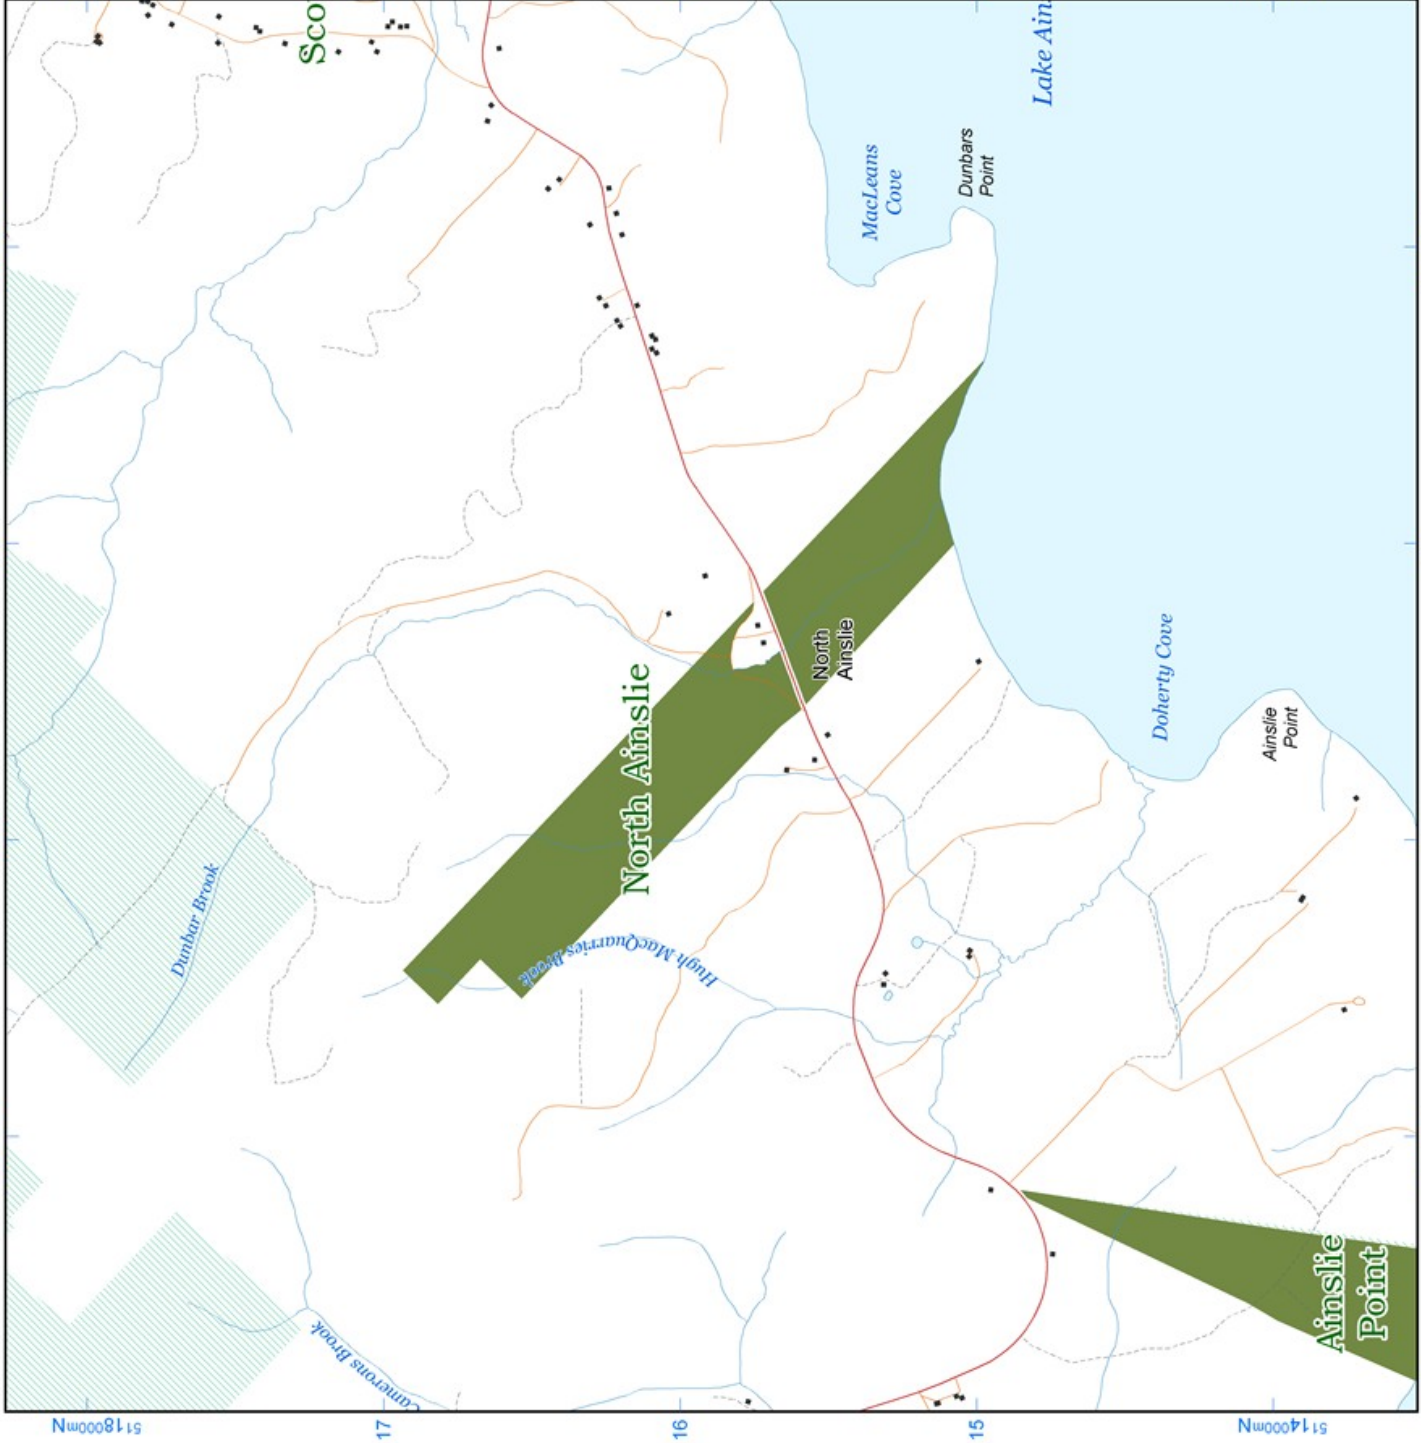 Sco
Lake Ain
MacLeans
Cove
Dunbars
Point
North Ainslie
North
Ainslie
Dunbar Brook
Hugh MacQuarries Brook
Doherty Cove
Ainslie
Point
Camerons Brook
Ainslie
Point
5118000mN
17
16
15
5114000mN